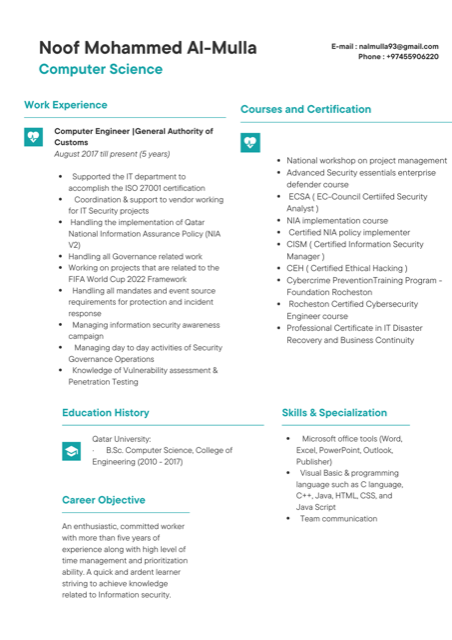 Noof Mohammed Al-Mulla
Computer Science
E-mail : nalmulla93@gmail.com
Phone : +97455906220
Work Experience
Computer Engineer |General Authority of
Customs
August 2017 till present (5 years)
• Supported the IT department to
accomplish the ISO 27001 certification
• Coordination & support to vendor working
for IT Security projects
• Handling the implementation of Qatar
National Information Assurance Policy (NIA
V2)
• Handling all Governance related work
• Working on projects that are related to the
FIFA World Cup 2022 Framework
• Handling all mandates and event source
requirements for protection and incident
response
• Managing information security awareness
campaign
• Managing day to day activities of Security
Governance Operations
• Knowledge of Vulnerability assessment &
Penetration Testing
Courses and Certification
• National workshop on project management
• Advanced Security essentials enterprise
defender course
• ECSA ( EC-Council Certiifed Security
Analyst )
• NIA implementation course
• Certified NIA policy implementer
• CISM ( Certified Information Security
Manager )
• CEH ( Certified Ethical Hacking )
• Cybercrime PreventionTraining Program -
Foundation Rocheston
• Rocheston Certified Cybersecurity
Engineer course
• Professional Certificate in IT Disaster
Recovery and Business Continuity
Education History
Qatar University:
· B.Sc. Computer Science, College of
Engineering (2010 - 2017)
Career Objective
An enthusiastic, committed worker
with more than five years of
experience along with high level of
time management and prioritization
ability. A quick and ardent learner
striving to achieve knowledge
related to Information security.
Skills & Specialization
• Microsoft office tools (Word,
Excel, PowerPoint, Outlook,
Publisher)
• Visual Basic & programming
language such as C language,
C++, Java, HTML, CSS, and
Java Script
• Team communication